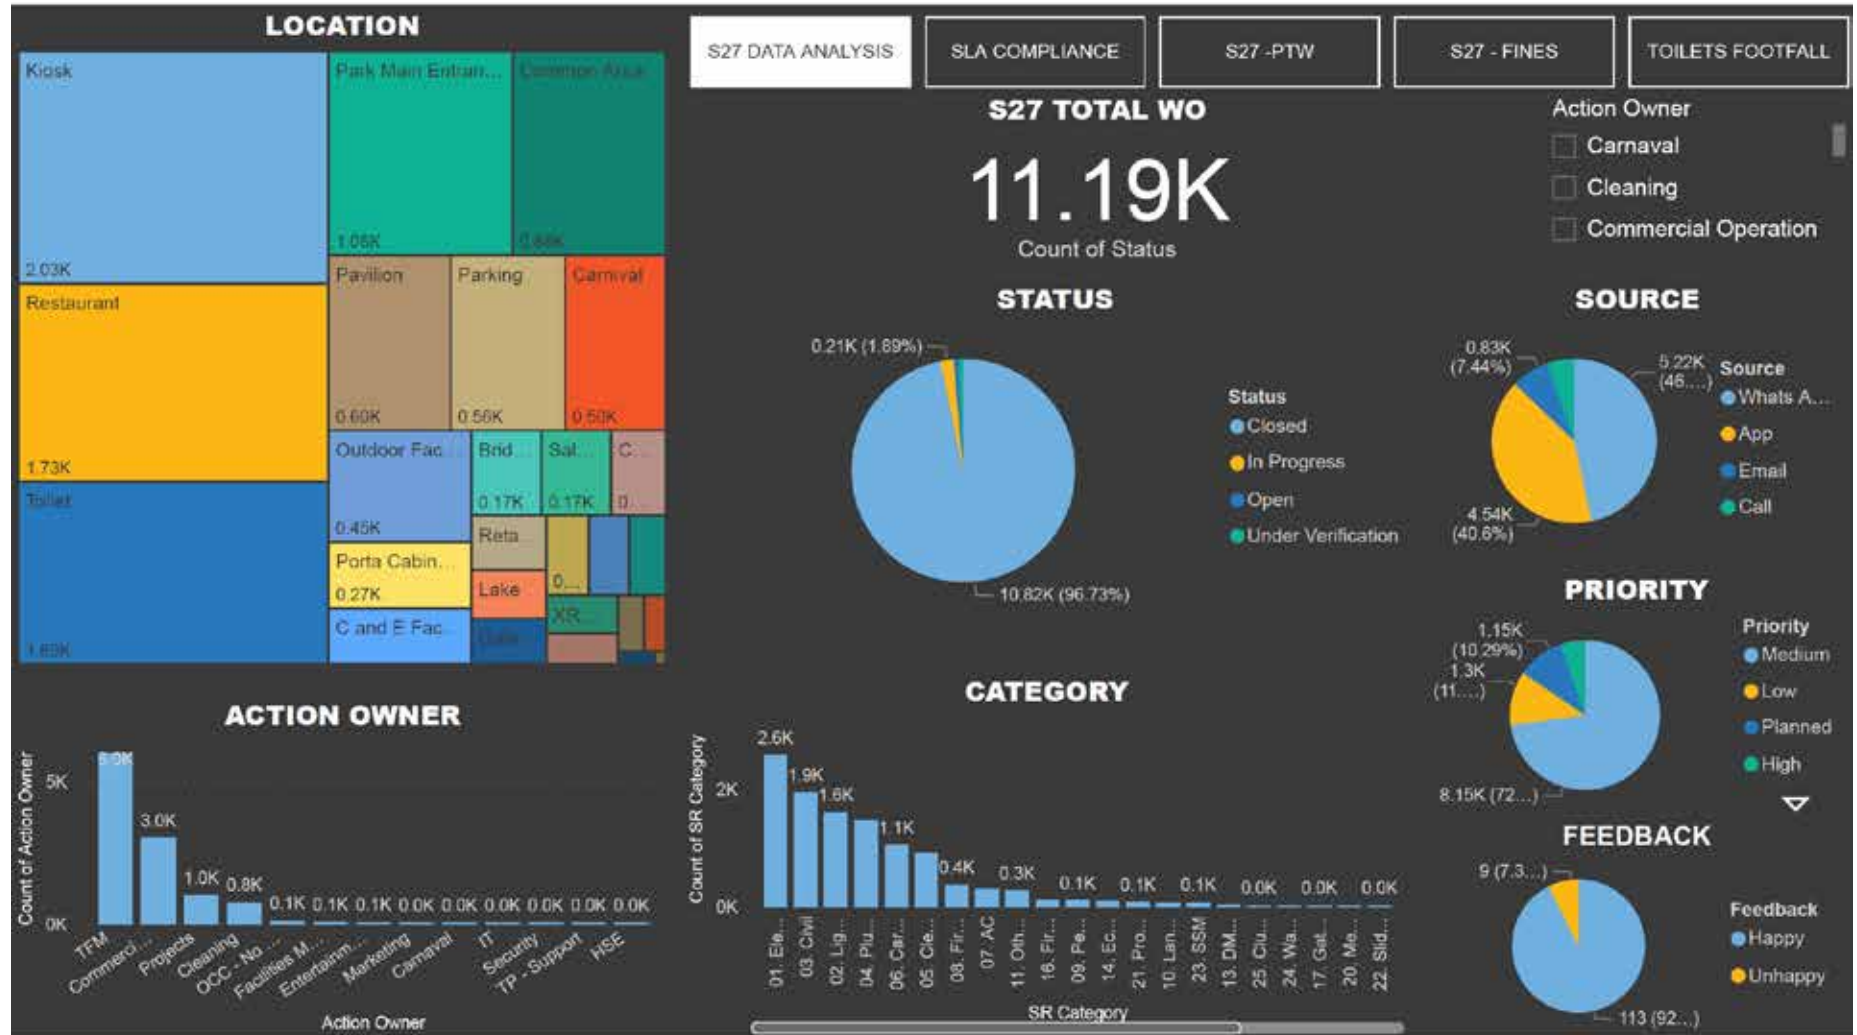 LOCATION
Kiosk
2.03K
Restaurant
1.73K
Toilet
Park Main Entran...
1.06K
Common Area
Pavilion
0.60K
Parking
0.56K
Carnival
0.50K
Outdoor Fac...
0.45K
Brid...
0.17K
Sal...
0.17K
C...
0...
Porta Cabin...
0.27K
C and E Fac...
Reta...
Lake
0...
XR...
S27 DATA ANALYSIS
SLA COMPLIANCE
S27 -PTW
S27 - FINES
TOILETS FOOTFALL
S27 TOTAL WO
11.19K
Count of Status
Action Owner
Carnaval
Cleaning
Commercial Operation
STATUS
0.21K (1.89%)
10.82K (96.73%)
Status
Closed
In Progress
Open
Under Verification
SOURCE
0.83K
(7.44%)
5.22K
(46....)
4.54K
(40.6%)
Source
Whats A...
App
Email
Call
PRIORITY
1.15K
(10.29%)
1.3K
(11....)
8.15K (72...)
Priority
Medium
Low
Planned
High
FEEDBACK
9 (7.3...)
113 (92...)
Feedback
Happy
Unhappy
ACTION OWNER
Count of Action Owner
5K
0K
6.0K
3.0K
1.0K
0.8K
0.1K
0.1K
0.1K
0.0K
0.0K
0.0K
0.0K
0.0K
0.0K
TFM
Commerci...
Projects
Cleaning
OCC - No ...
Facilities M...
Entertainm...
Marketing
Carnaval
IT
Security
TP - Support
HSE
Action Owner
CATEGORY
Count of SR Category
2K
0K
2.6K
1.9K
1.6K
1.1K
0.4K
0.3K
0.1K
0.1K
0.1K
0.0K
0.0K
0.0K
01. Ele...
03. Civil
02. Lig...
04. Plu...
06. Car...
05. Cle...
08. Fir...
07. AC
11. Oth...
16. Fir...
09. Pe...
14. Ec...
21. Pro...
10. Lan...
23. SSM
13. DM...
25. Clu...
24. Wa...
17. Gat...
20. Me...
22. Slid...
SR Category